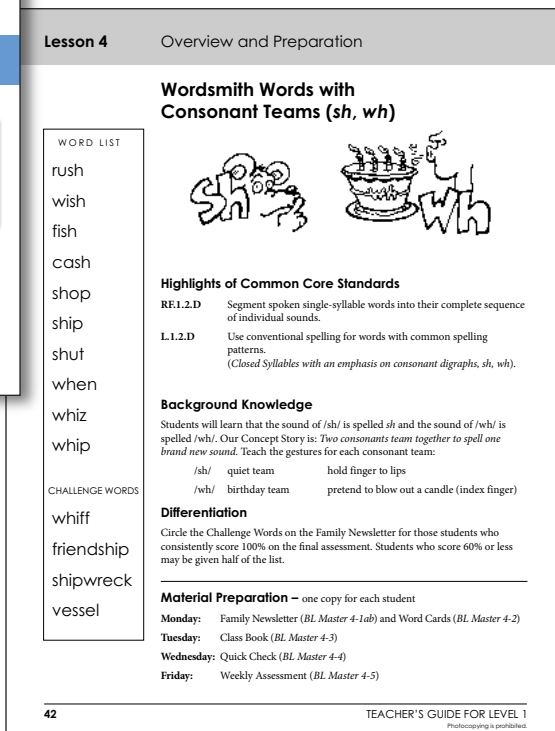 Lesson 4 Overview and Preparation
Wordsmith Words with
Consonant Teams (sh, wh)
WORD LIST
rush
wish
fish
cash
shop
ship
shut
when
whiz
whip
CHALLENGE WORDS
whiff
friendship
shipwreck
vessel
sh
wh
Highlights of Common Core Standards
RF.1.2.D Segment spoken single-syllable words into their complete sequence
of individual sounds.
L.1.2.D Use conventional spelling for words with common spelling
patterns.
(Closed Syllables with an emphasis on consonant digraphs, sh, wh).
Background Knowledge
Students will learn that the sound of /sh/ is spelled sh and the sound of /wh/ is
spelled /wh/. Our Concept Story is: Two consonants team together to spell one
brand new sound. Teach the gestures for each consonant team:
/sh/ quiet team hold finger to lips
/wh/ birthday team pretend to blow out a candle (index finger)
Differentiation
Circle the Challenge Words on the Family Newsletter for those students who
consistently score 100% on the final assessment. Students who score 60% or less
may be given half of the list.
Material Preparation – one copy for each student
Monday: Family Newsletter (BL Master 4-1ab) and Word Cards (BL Master 4-2)
Tuesday: Class Book (BL Master 4-3)
Wednesday: Quick Check (BL Master 4-4)
Friday: Weekly Assessment (BL Master 4-5)
42 TEACHER'S GUIDE FOR LEVEL 1
Photocopying is prohibited.